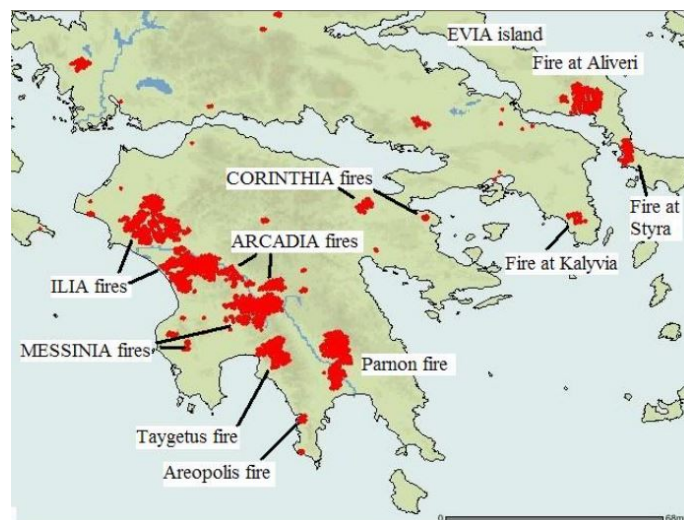 EVIA island
Fire at Aliveri
CORINTHIA fires
Fire at
Styra
ARCADIA fires
Fire at Kalyvia
ILIA fires
MESSINIA fires
Parnon fire
Taygetus fire
Areopolis fire
0 68m